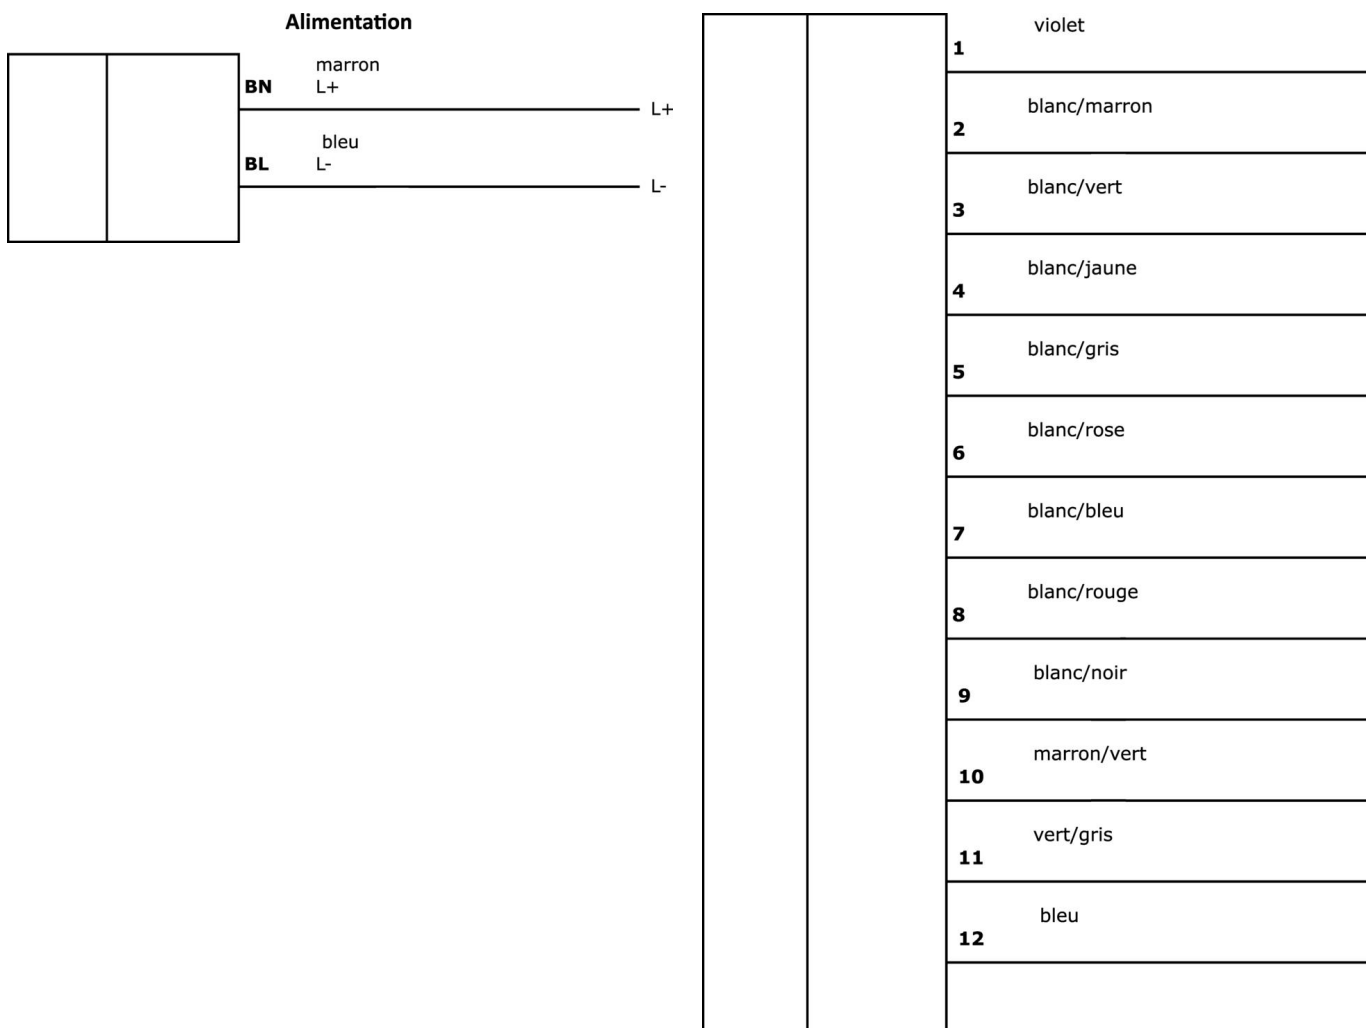 Alimentation
marron
BN L+
L+
bleu
BL L-
L-
violet
1
blanc/marron
2
blanc/vert
3
blanc/jaune
4
blanc/gris
5
blanc/rose
6
blanc/bleu
7
blanc/rouge
8
blanc/noir
9
marron/vert
10
vert/gris
11
bleu
12